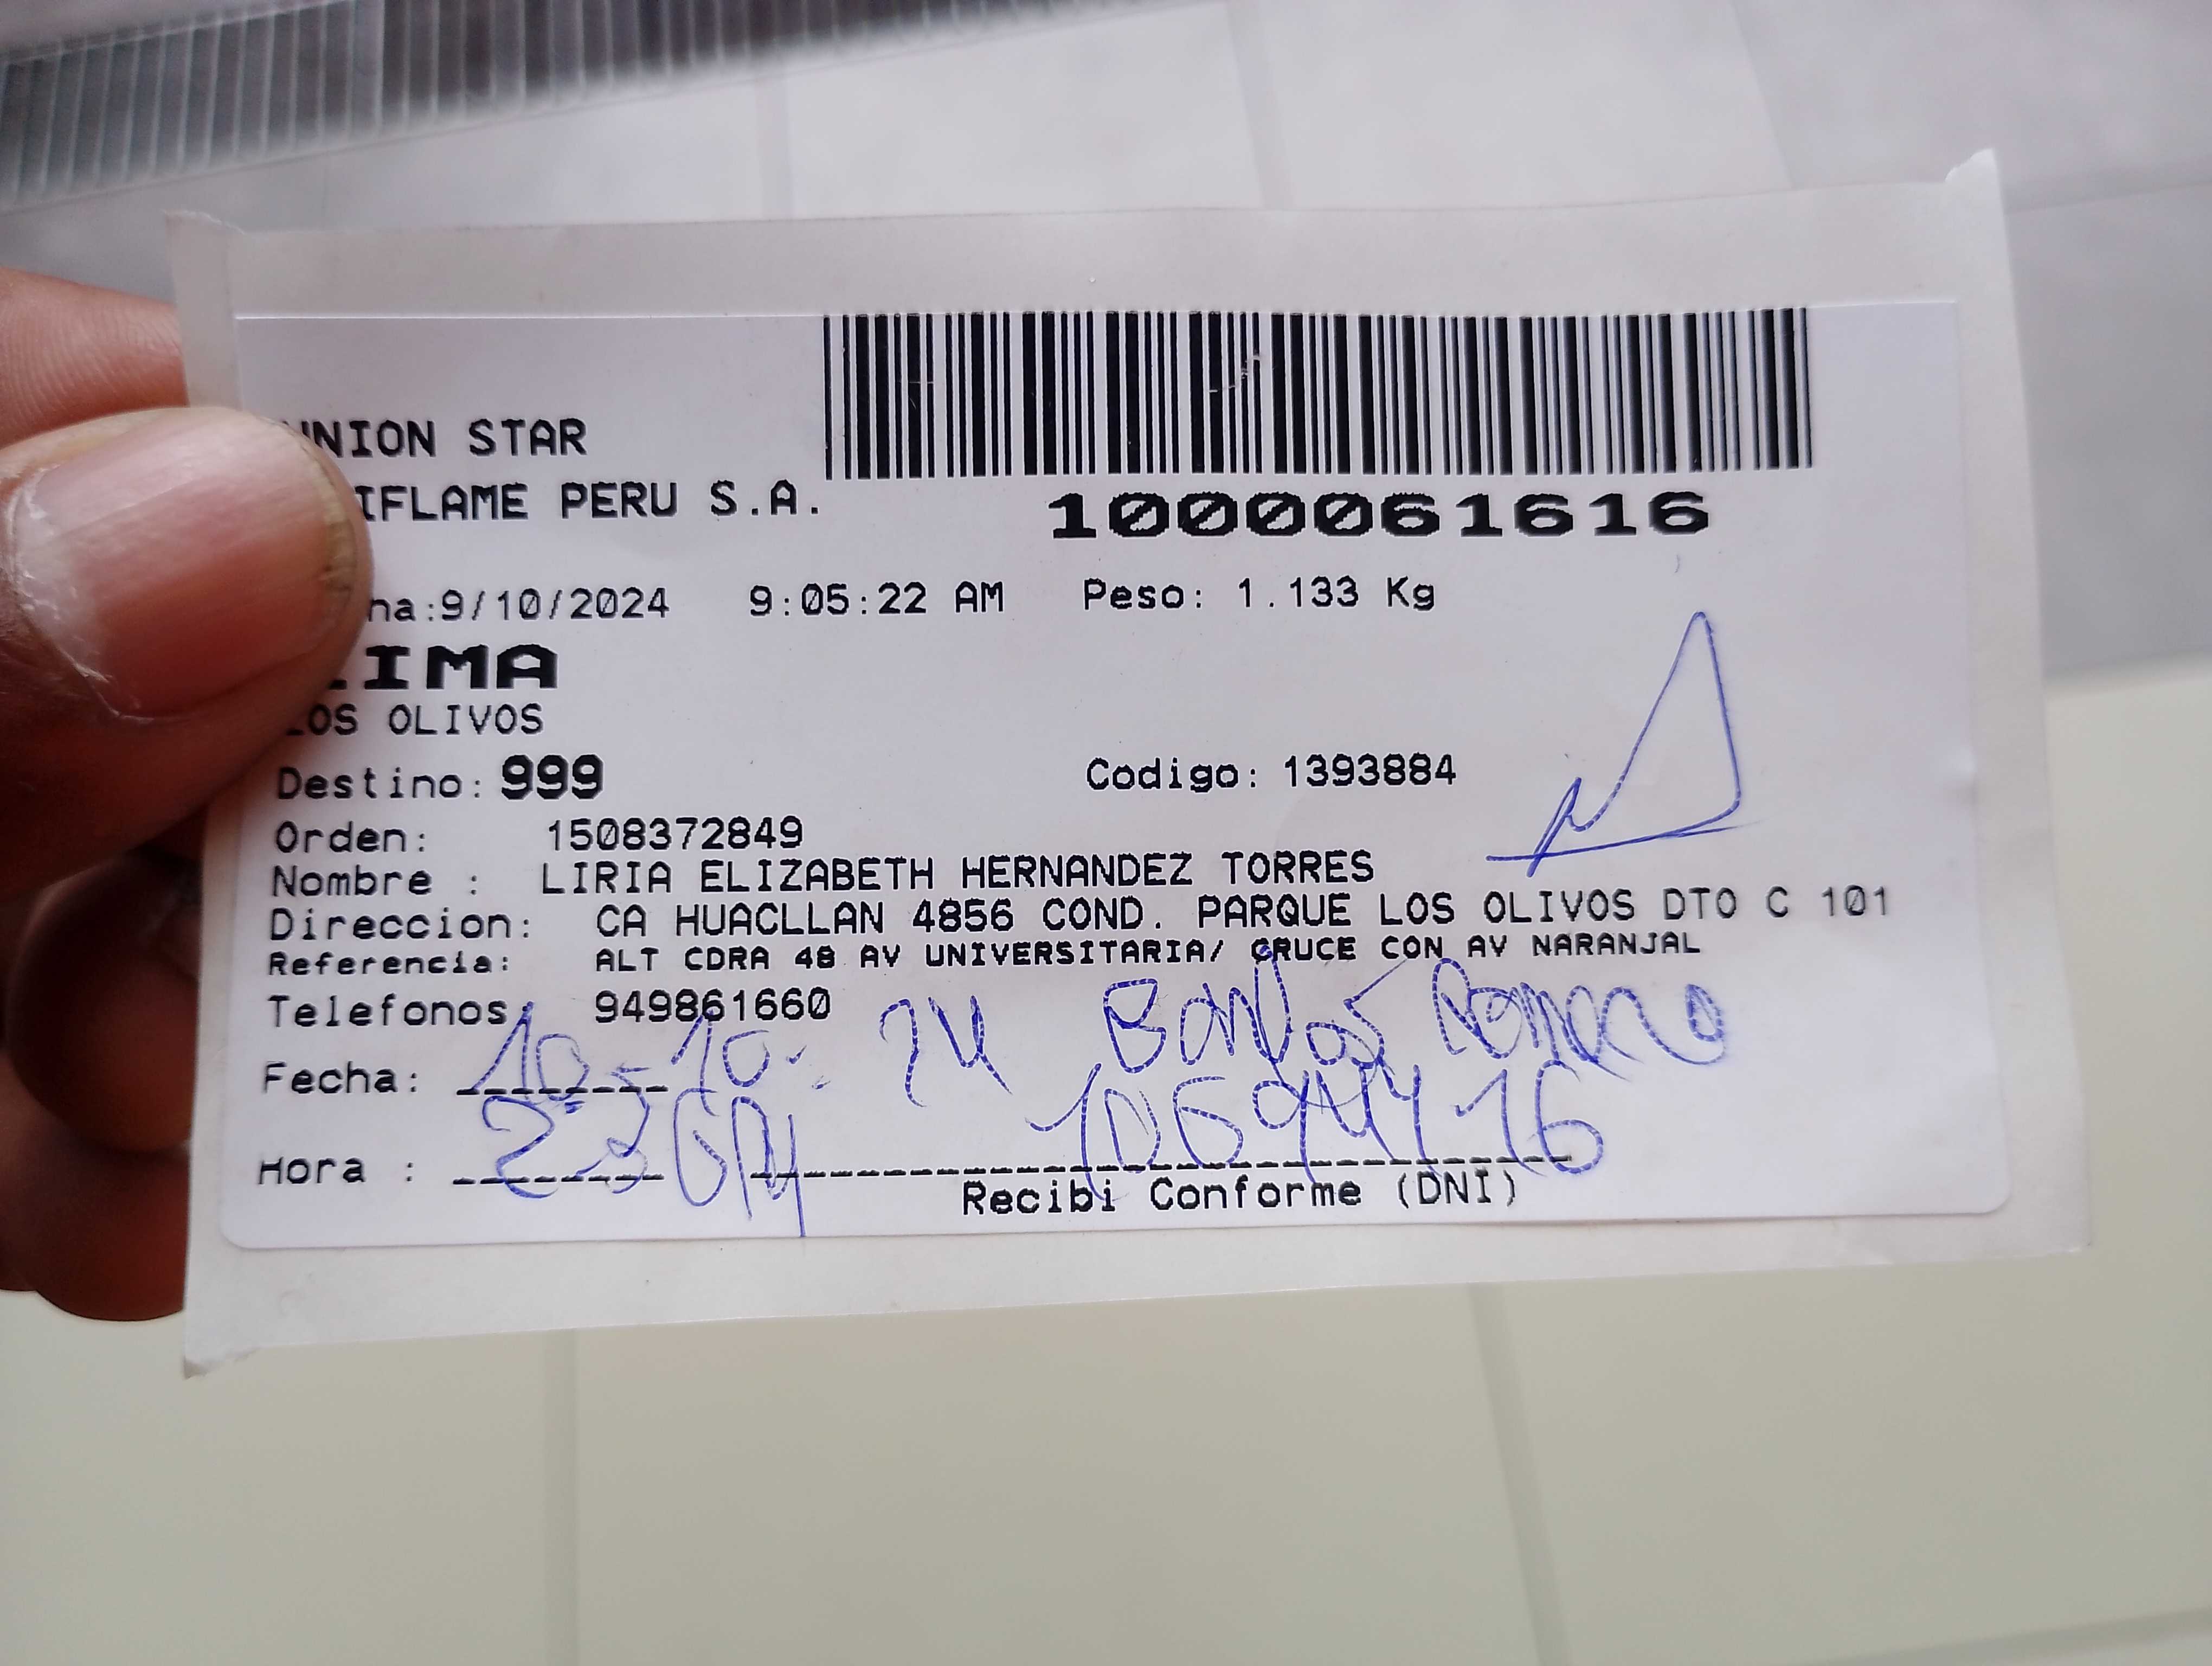 UNION STAR
IFLAME PERU S.A.
1000061616
ha:9/10/2024 9:05:22 AM Peso: 1.133 Kg
LIMA
LOS OLIVOS
Destino: 999 Codigo: 1393884
Orden: 1508372849
Nombre : LIRIA ELIZABETH HERNANDEZ TORRES
Direccion: CA HUACLLAN 4856 COND. PARQUE LOS OLIVOS DTO C 101
Referencia: ALT CDRA 48 AV UNIVERSITARIA/ CRUCE CON AV NARANJAL
Telefonos: 949861660
Fecha: 10-10-24 Romero
Hora :
Recibi Conforme (DNI)